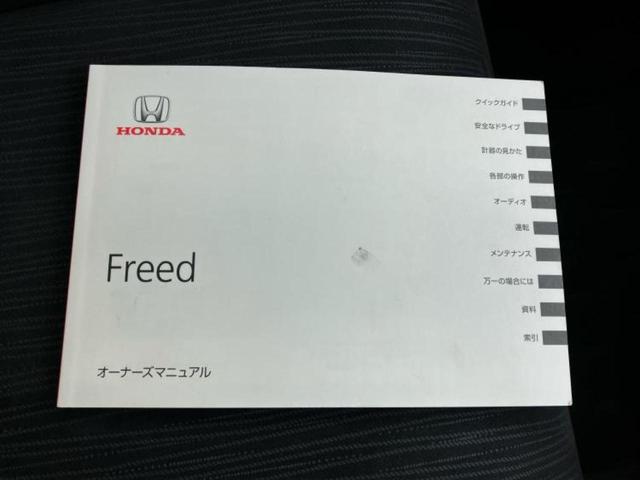 HONDA
Freed
オーナーズマニュアル
クイックガイド
安全なドライブ
計器の見かた
各部の操作
オーディオ
運転
メンテナンス
万一の場合には
資料
索引